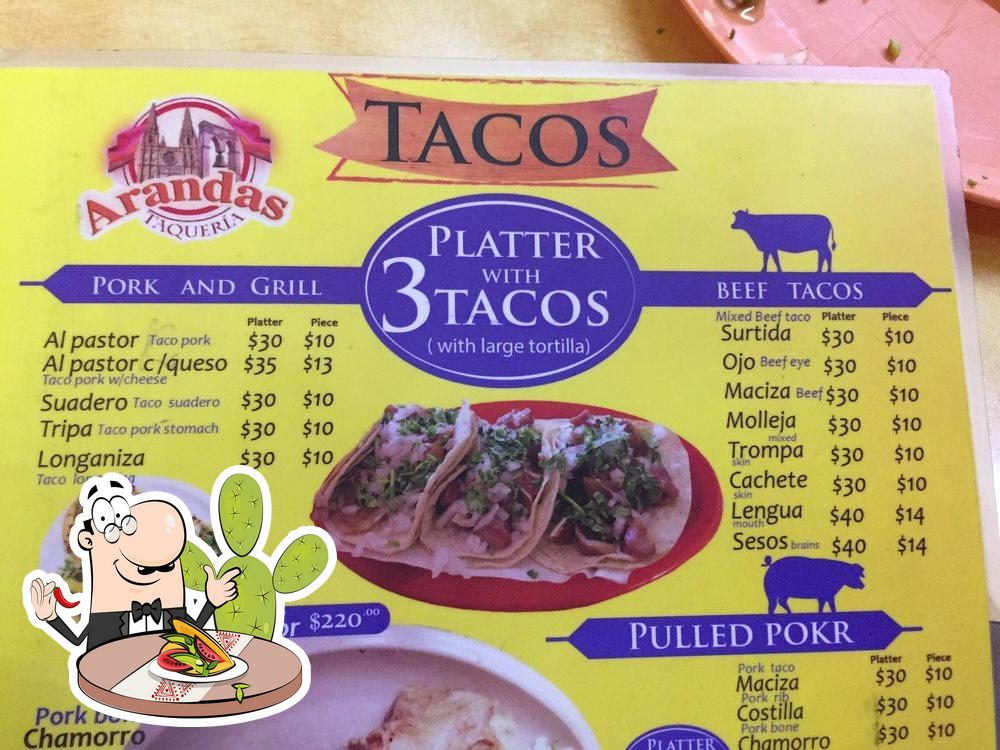 TACOS
Arandas
TAQUERÍA
PLATTER
WITH
3 TACOS
( with large tortilla)
PORK AND GRILL
Platter Piece
Al pastor Taco pork $30 $10
Al pastor c/queso $35 $13
Taco pork w/cheese
Suadero Taco suadero $30 $10
Tripa Taco pork stomach $30 $10
Longaniza $30 $10
Taco
BEEF TACOS
Mixed Beef taco Platter Piece
Surtida $30 $10
Ojo Beef eye $30 $10
Maciza Beef $30 $10
Molleja $30 $10
mixed
Trompa $30 $10
skin
Cachete $30 $10
skin
Lengua $40 $14
mouth
Sesos brains $40 $14
or $220.00
PULLED POKR
Platter Piece
Pork taco
Maciza $30 $10
Pork rib
Costilla $30 $10
Pork bone
Chamorro $30 $10
Pork
Chamorro
PLATTER